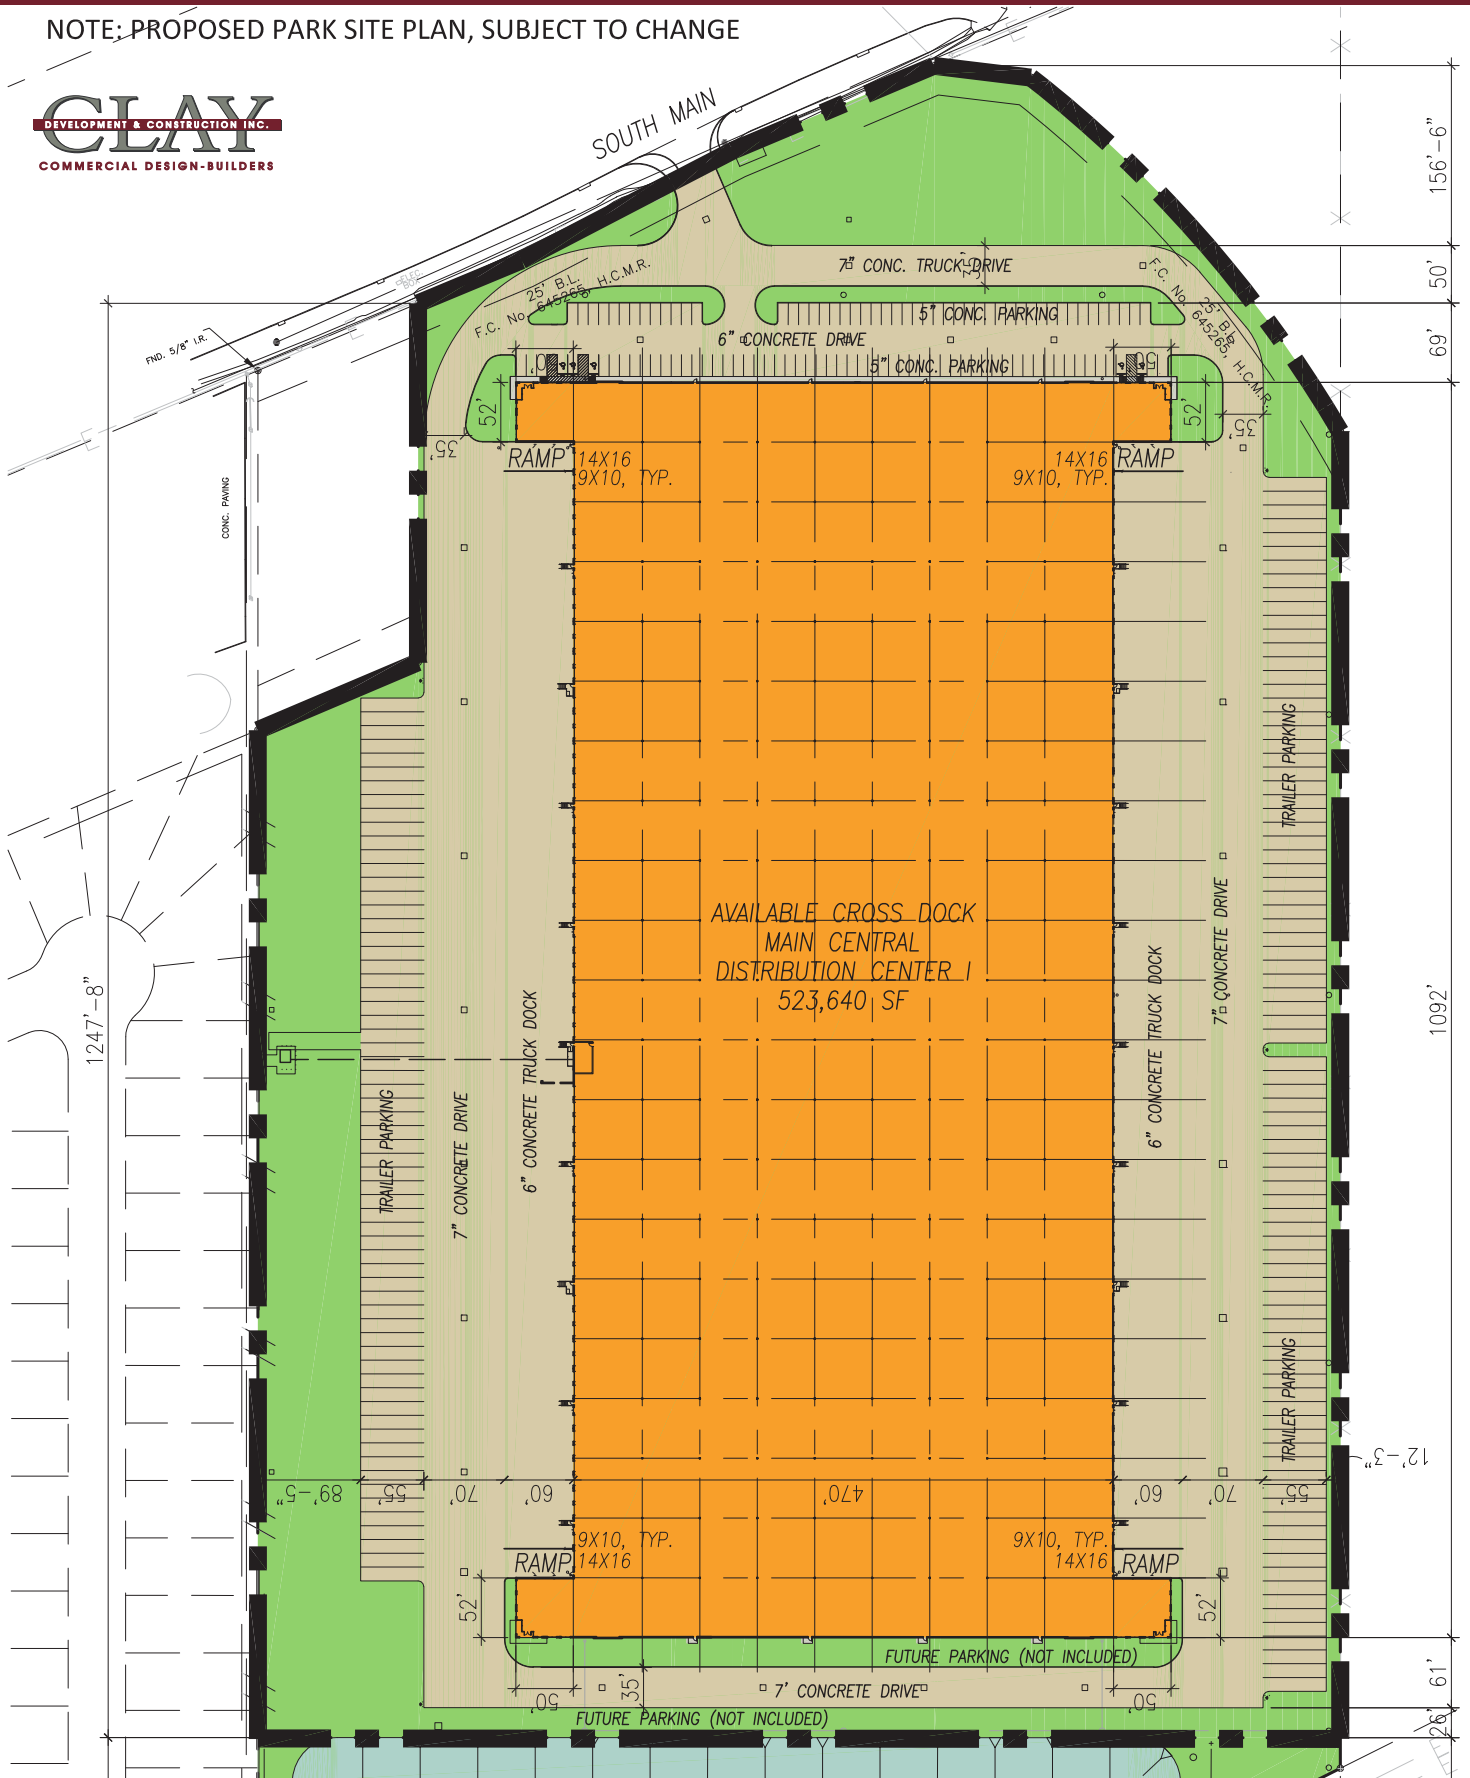 NOTE: PROPOSED PARK SITE PLAN, SUBJECT TO CHANGE
CLAY
DEVELOPMENT & CONSTRUCTION INC.
COMMERCIAL DESIGN-BUILDERS
SOUTH MAIN
156'-6"
50'
69'
1092'
61'
26'
1247'-8"
ELEC. BOX
FND. 5/8" I.R.
CONC. PAVING
25' B.L.
F.C. No. 645265, H.C.M.R.
25' B.L.
F.C. No. 645265, H.C.M.R.
7" CONC. TRUCK DRIVE
5" CONC. PARKING
6" CONCRETE DRIVE
5" CONC. PARKING
50'
52'
52'
35'
35'
RAMP
14X16
9X10, TYP.
14X16
9X10, TYP.
RAMP
TRAILER PARKING
AVAILABLE CROSS DOCK
MAIN CENTRAL
DISTRIBUTION CENTER I
523,640 SF
TRAILER PARKING
7" CONCRETE DRIVE
6" CONCRETE TRUCK DOCK
6" CONCRETE TRUCK DOCK
7" CONCRETE DRIVE
TRAILER PARKING
12'-3"
89'-5"
55'
70'
60'
470'
60'
70'
55'
9X10, TYP.
14X16
9X10, TYP.
14X16
RAMP
RAMP
52'
52'
FUTURE PARKING (NOT INCLUDED)
50'
35'
7' CONCRETE DRIVE
50'
FUTURE PARKING (NOT INCLUDED)